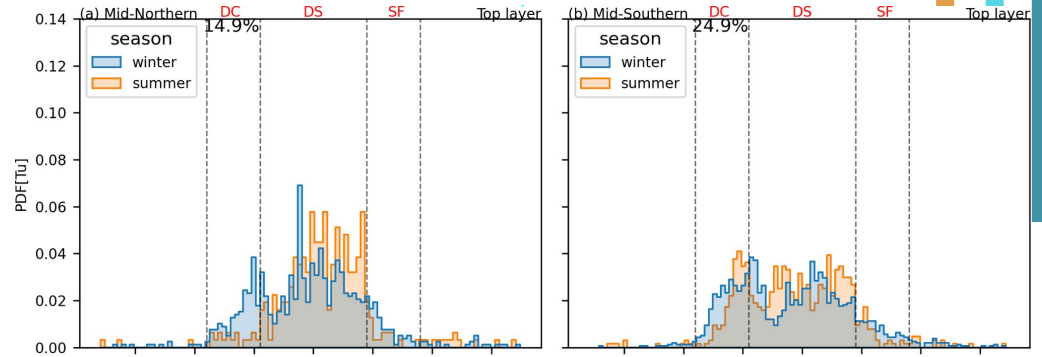 (a) Mid-Northern DC DS SF Top layer
14.9%
season
winter
summer
0.14
0.12
0.10
0.08
0.06
0.04
0.02
0.00
PDF[Tu]
(b) Mid-Southern DC DS SF Top layer
24.9%
season
winter
summer